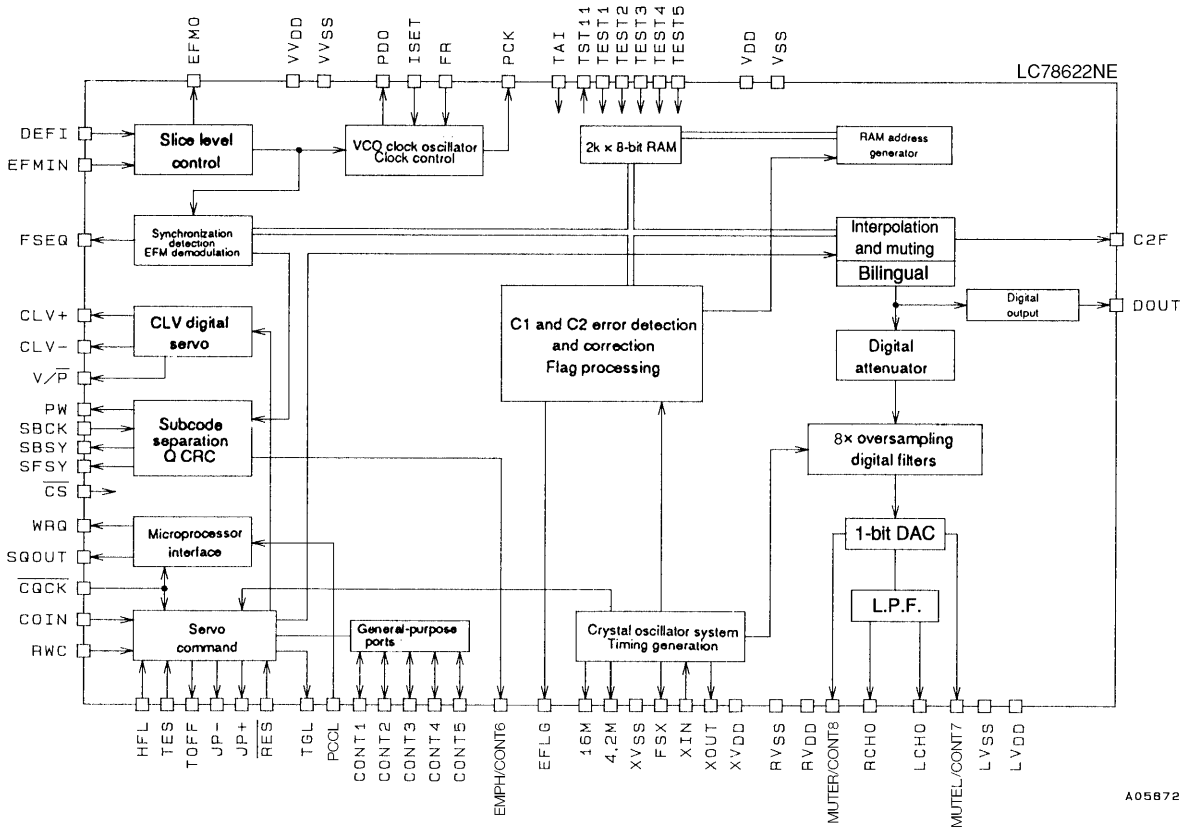 EFMO
VVDD
VVSS
PDO
ISET
FR
PCK
TAI
TST11
TEST1
TEST2
TEST3
TEST4
TEST5
VDD
VSS
LC78622NE
DEFI
EFMIN
FSEQ
CLV+
CLV-
V/P̅
PW
SBCK
SBSY
SFSY
C̅S̅
WRQ
SQOUT
C̅Q̅C̅K̅
COIN
RWC
Slice level
control
VCO clock oscillator
Clock control
2k × 8-bit RAM
RAM address
generator
Synchronization
detection
EFM demodulation
Interpolation
and muting
Bilingual
C2F
Digital
output
DOUT
CLV digital
servo
C1 and C2 error detection
and correction
Flag processing
Digital
attenuator
Subcode
separation
Q CRC
8× oversampling
digital filters
Microprocessor
interface
1-bit DAC
L.P.F.
Servo
command
General-purpose
ports
Crystal oscillator system
Timing generation
HFL
TES
TOFF
JP-
JP+
R̅E̅S̅
TGL
PCCL
CONT1
CONT2
CONT3
CONT4
CONT5
EMPH/CONT6
EFLG
16M
4.2M
XVSS
FSX
XIN
XOUT
XVDD
RVSS
RVDD
MUTER/CONT8
RCHO
LCHO
MUTEL/CONT7
LVSS
LVDD
A05872